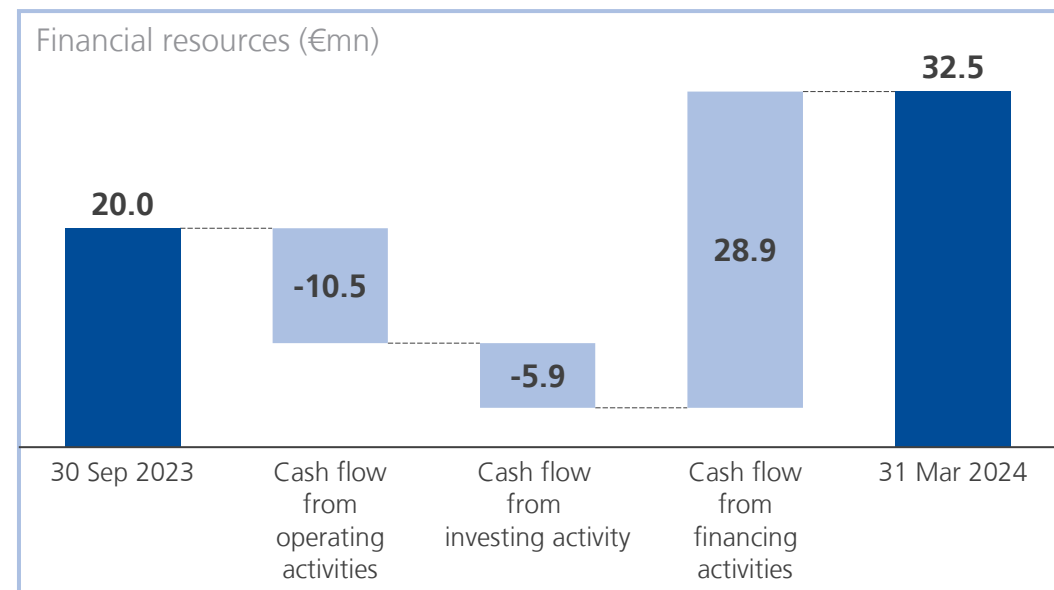 Financial resources (€mn)
32.5
20.0
28.9
-10.5
-5.9
30 Sep 2023
Cash flow
from
operating
activities
Cash flow
from
investing activity
Cash flow
from
financing
activities
31 Mar 2024